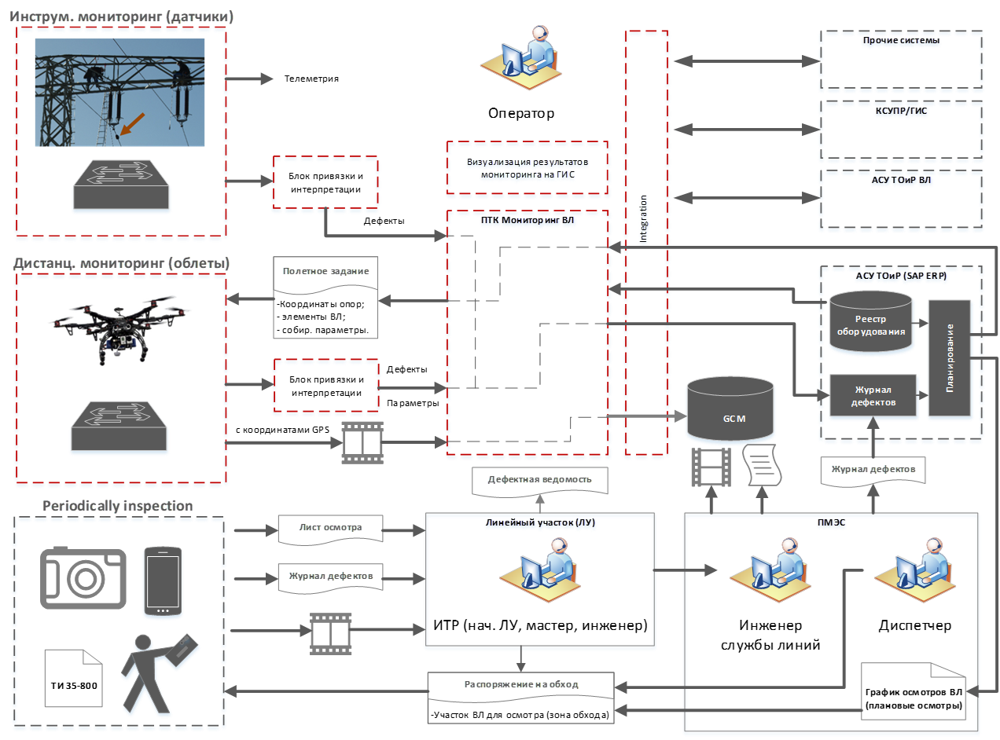 Инструм. мониторинг (датчики)
Телеметрия
Оператор
Прочие системы
КСУПР/ГИС
АСУ ТОиР ВЛ
Блок привязки и
интерпретации
Визуализация результатов
мониторинга на ГИС
Integration
Дефекты
ПТК Мониторинг ВЛ
Дистанц. мониторинг (облеты)
Полетное задание
-Координаты опор;
- элементы ВЛ;
- собир. параметры.
АСУ ТОиР (SAP ERP)
Реестр
оборудования
Планирование
Журнал
дефектов
Блок привязки и
интерпретации
Дефекты
Параметры
с координатами GPS
GCM
Журнал дефектов
Дефектная ведомость
Periodically inspection
Лист осмотра
Журнал дефектов
ТИ 35-800
Линейный участок (ЛУ)
ИТР (нач. ЛУ, мастер, инженер)
ПМЭС
Инженер
службы линий
Диспетчер
Распоряжение на обход
-Участок ВЛ для осмотра (зона обхода)
График осмотров ВЛ
(плановые осмотры)